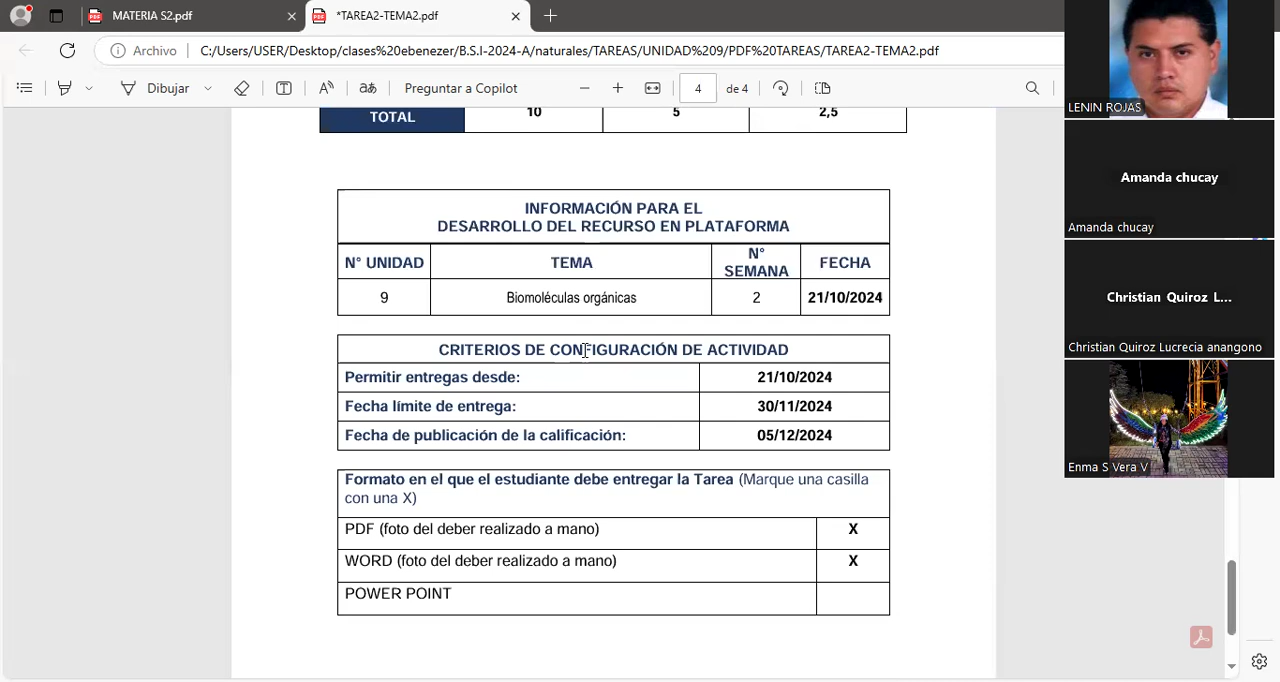 MATERIA S2.pdf
*TAREA2-TEMA2.pdf
Archivo
C:/Users/USER/Desktop/clases%20ebenezer/B.S.I-2024-A/naturales/TAREAS/UNIDAD%209/PDF%20TAREAS/TAREA2-TEMA2.pdf
Dibujar
Preguntar a Copilot
4 de 4
TOTAL 10 5 2,5
INFORMACIÓN PARA EL
DESARROLLO DEL RECURSO EN PLATAFORMA
N° UNIDAD TEMA N° SEMANA FECHA
9 Biomoléculas orgánicas 2 21/10/2024
CRITERIOS DE CONFIGURACIÓN DE ACTIVIDAD
Permitir entregas desde: 21/10/2024
Fecha límite de entrega: 30/11/2024
Fecha de publicación de la calificación: 05/12/2024
Formato en el que el estudiante debe entregar la Tarea (Marque una casilla
con una X)
PDF (foto del deber realizado a mano) X
WORD (foto del deber realizado a mano) X
POWER POINT
LENIN ROJAS
Amanda chucay
Amanda chucay
Christian Quiroz L...
Christian Quiroz Lucrecia anangono
Enma S Vera V